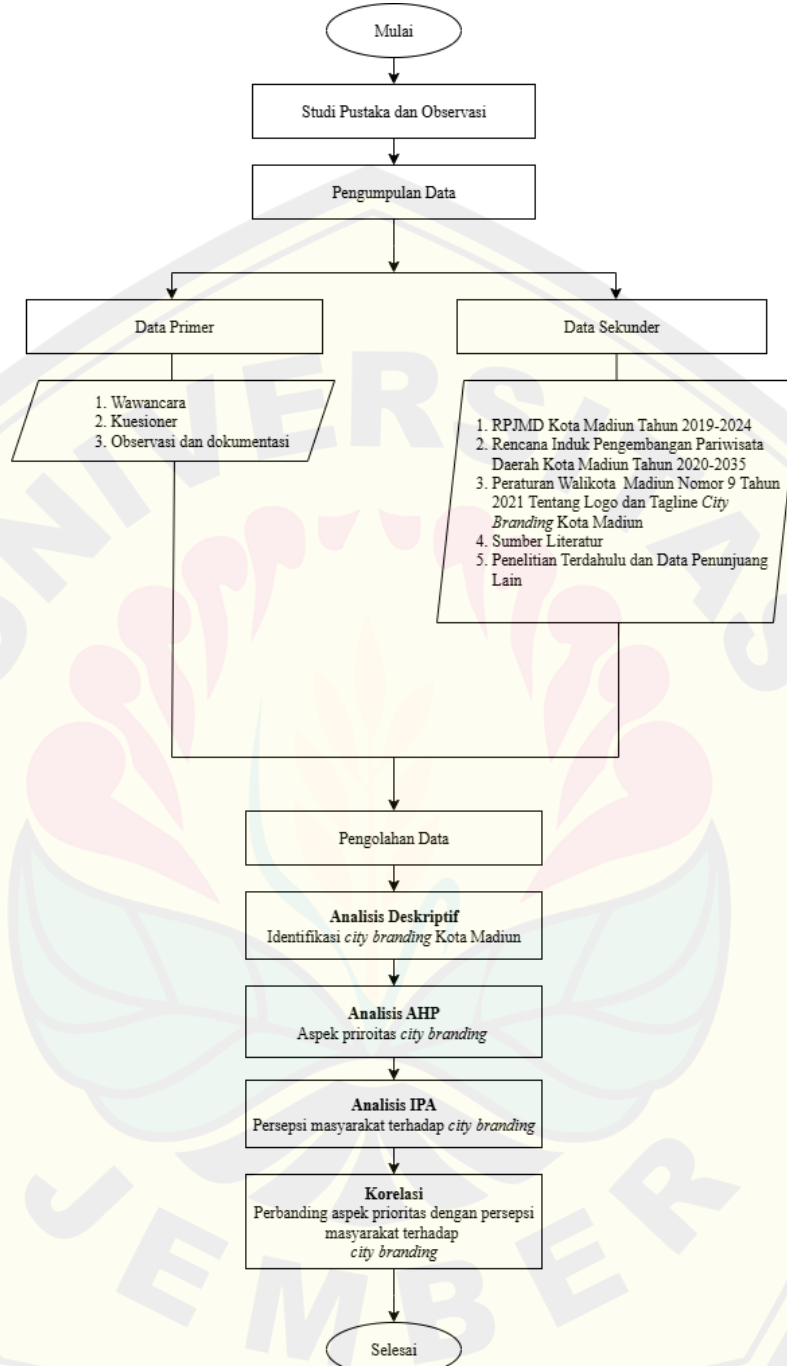 Mulai
Studi Pustaka dan Observasi
Pengumpulan Data
Data Primer
Data Sekunder
1. Wawancara
2. Kuesioner
3. Observasi dan dokumentasi
1. RPJMD Kota Madiun Tahun 2019-2024
2. Rencana Induk Pengembangan Pariwisata
Daerah Kota Madiun Tahun 2020-2035
3. Peraturan Walikota Madiun Nomor 9 Tahun
2021 Tentang Logo dan Tagline City
Branding Kota Madiun
4. Sumber Literatur
5. Penelitian Terdahulu dan Data Penunjuang
Lain
Pengolahan Data
Analisis Deskriptif
Identifikasi city branding Kota Madiun
Analisis AHP
Aspek priroitas city branding
Analisis IPA
Persepsi masyarakat terhadap city branding
Korelasi
Perbanding aspek prioritas dengan persepsi
masyarakat terhadap
city branding
Selesai
UNIVERSITAS
JEMBER